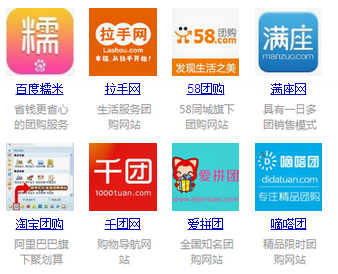 糯
拉手网
Lashou.com
幸福,从拉手开始!
58团购
.com
发现生活之美
满座
manzuo.com
百度糯米
拉手网
58团购
满座网
省钱更省心
的团购服务
生活服务团
购网站
58同城旗下
团购网站
具有一日多
团销售模式
千团
1000tuan.com
爱拼团
嘀嗒团
didatuan.com
专注精品团购
淘宝团购
千团网
爱拼团
嘀嗒团
阿里巴巴旗
下聚划算
购物导航网
站
全国知名团
购网站
精品限时团
购网站